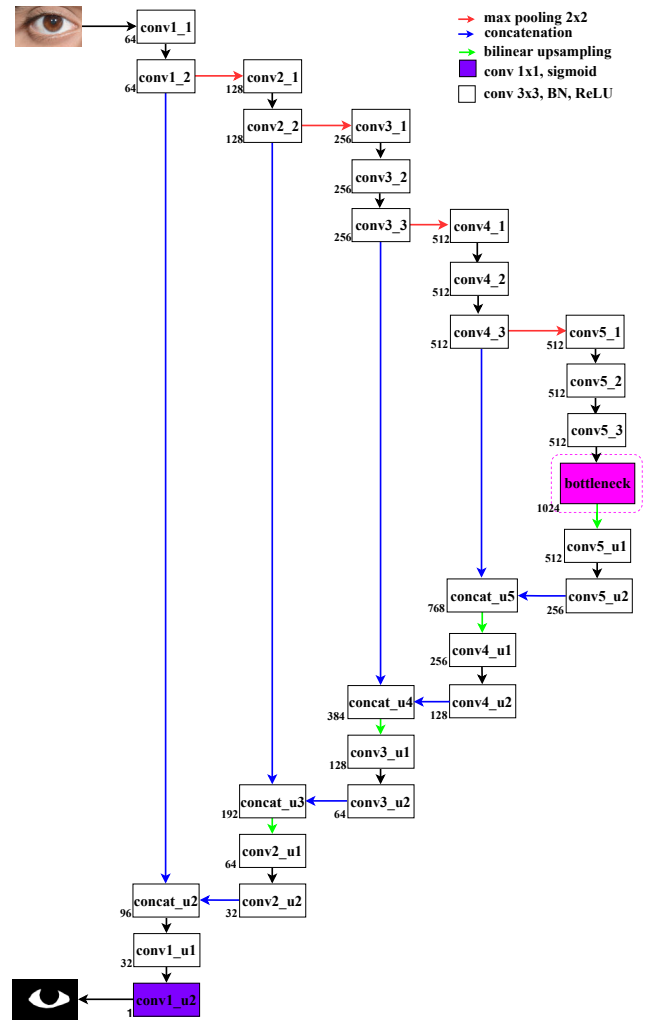 max pooling 2x2
concatenation
bilinear upsampling
conv 1x1, sigmoid
conv 3x3, BN, ReLU
conv1_1
64
conv1_2
64
conv2_1
128
conv2_2
128
conv3_1
256
conv3_2
256
conv3_3
256
conv4_1
512
conv4_2
512
conv4_3
512
conv5_1
512
conv5_2
512
conv5_3
512
bottleneck
1024
conv5_u1
512
conv5_u2
256
concat_u5
768
conv4_u1
256
conv4_u2
128
concat_u4
384
conv3_u1
128
conv3_u2
64
concat_u3
192
conv2_u1
64
conv2_u2
32
concat_u2
96
conv1_u1
32
conv1_u2
1